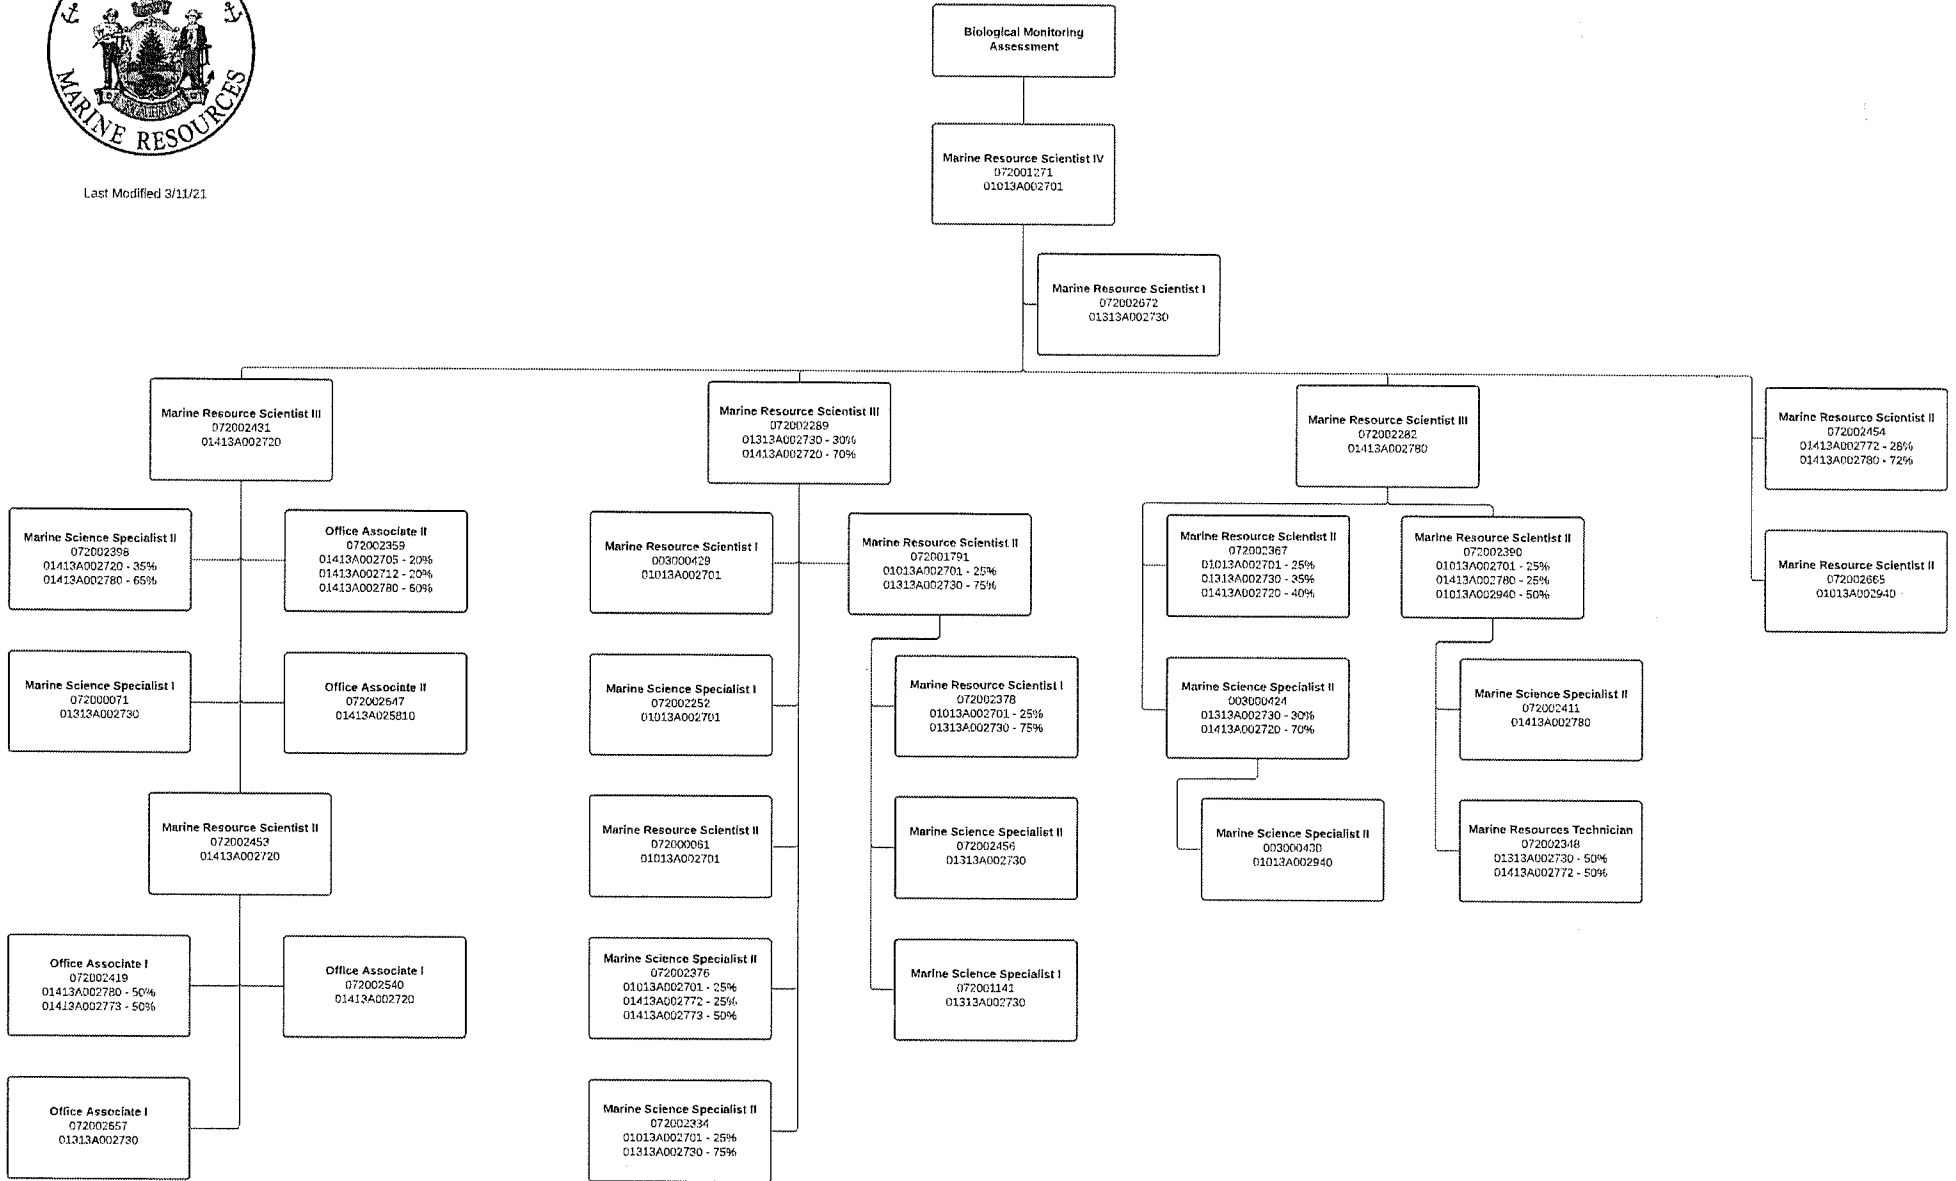 MARINE RESOURCES
Last Modified 3/11/21
Biological Monitoring
Assessment
Marine Resource Scientist IV
072001271
01013A002701
Marine Resource Scientist I
072002672
01313A002730
Marine Resource Scientist III
072002431
01413A002720
Marine Resource Scientist III
072002289
01313A002730 - 30%
01413A002720 - 70%
Marine Resource Scientist III
072002282
01413A002780
Marine Resource Scientist II
072002454
01413A002772 - 28%
01413A002780 - 72%
Marine Science Specialist II
072002398
01413A002720 - 35%
01413A002780 - 65%
Office Associate II
072002359
01413A002705 - 20%
01413A002712 - 20%
01413A002780 - 60%
Marine Resource Scientist I
003000429
01013A002701
Marine Resource Scientist II
072001791
01013A002701 - 25%
01313A002730 - 75%
Marine Resource Scientist II
072002367
01013A002701 - 25%
01313A002730 - 35%
01413A002720 - 40%
Marine Resource Scientist II
072002390
01013A002701 - 25%
01413A002780 - 25%
01013A002940 - 50%
Marine Resource Scientist II
072002665
01013A002940
Marine Science Specialist I
072000071
01313A002730
Office Associate II
072002647
01413A025810
Marine Science Specialist I
072002252
01013A002701
Marine Resource Scientist I
072002378
01013A002701 - 25%
01313A002730 - 75%
Marine Science Specialist II
003000424
01313A002730 - 30%
01413A002720 - 70%
Marine Science Specialist II
072002411
01413A002780
Marine Resource Scientist II
072002453
01413A002720
Marine Resource Scientist II
072000061
01013A002701
Marine Science Specialist II
072002456
01313A002730
Marine Science Specialist II
003000430
01013A002940
Marine Resources Technician
072002348
01313A002730 - 50%
01413A002772 - 50%
Office Associate I
072002419
01413A002780 - 50%
01413A002773 - 50%
Office Associate I
072002540
01413A002720
Marine Science Specialist II
072002376
01013A002701 - 25%
01413A002772 - 25%
01413A002773 - 50%
Marine Science Specialist I
072001141
01313A002730
Office Associate I
072002657
01313A002730
Marine Science Specialist II
072002334
01013A002701 - 25%
01313A002730 - 75%